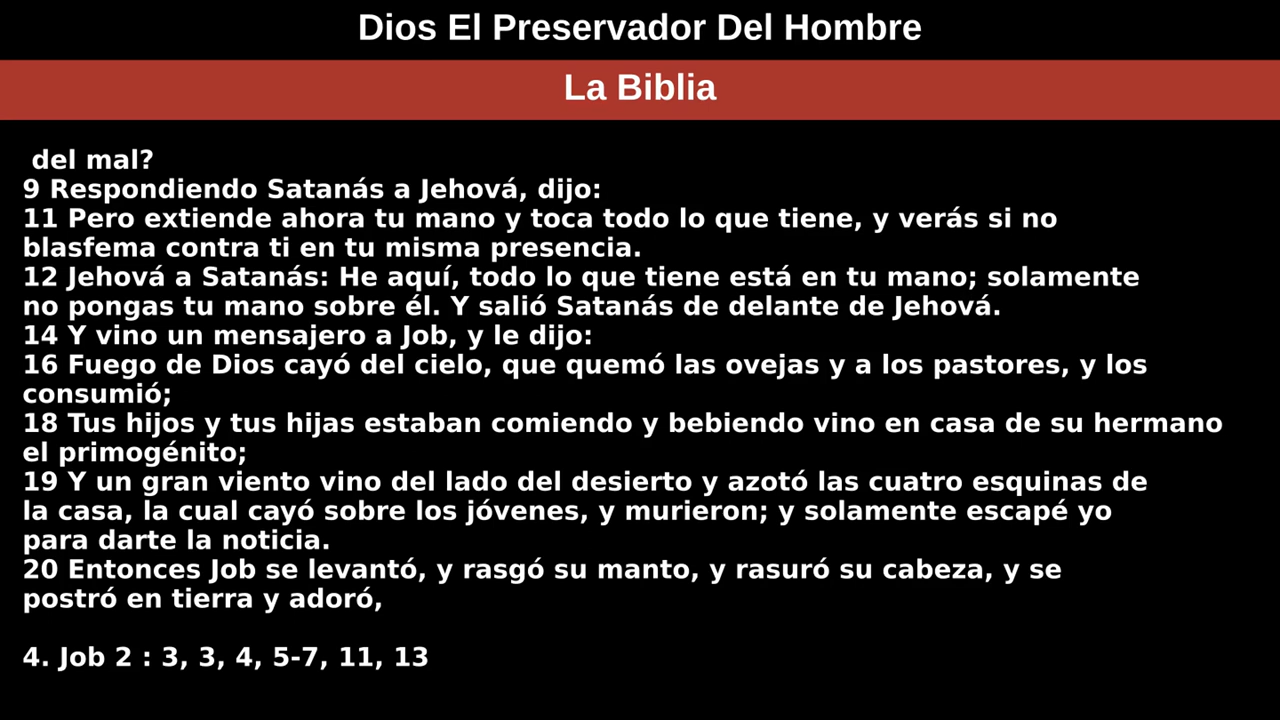 Dios El Preservador Del Hombre
La Biblia
del mal?
9 Respondiendo Satanás a Jehová, dijo:
11 Pero extiende ahora tu mano y toca todo lo que tiene, y verás si no
blasfema contra ti en tu misma presencia.
12 Jehová a Satanás: He aquí, todo lo que tiene está en tu mano; solamente
no pongas tu mano sobre él. Y salió Satanás de delante de Jehová.
14 Y vino un mensajero a Job, y le dijo:
16 Fuego de Dios cayó del cielo, que quemó las ovejas y a los pastores, y los
consumió;
18 Tus hijos y tus hijas estaban comiendo y bebiendo vino en casa de su hermano
el primogénito;
19 Y un gran viento vino del lado del desierto y azotó las cuatro esquinas de
la casa, la cual cayó sobre los jóvenes, y murieron; y solamente escapé yo
para darte la noticia.
20 Entonces Job se levantó, y rasgó su manto, y rasuró su cabeza, y se
postró en tierra y adoró,
4. Job 2 : 3, 3, 4, 5-7, 11, 13